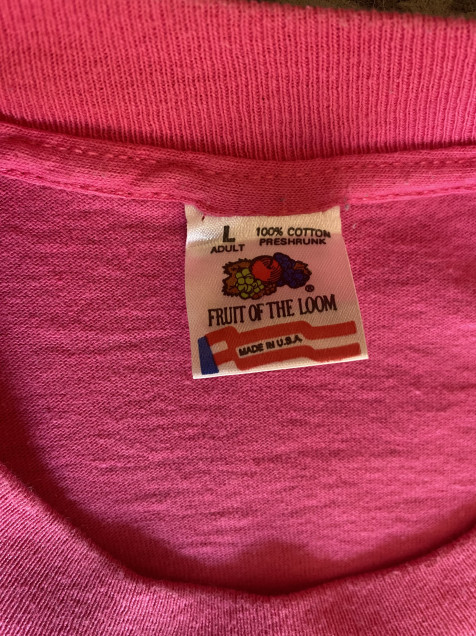 L 100% COTTON
ADULT PRESHRUNK
®
FRUIT OF THE LOOM
MADE IN U.S.A.